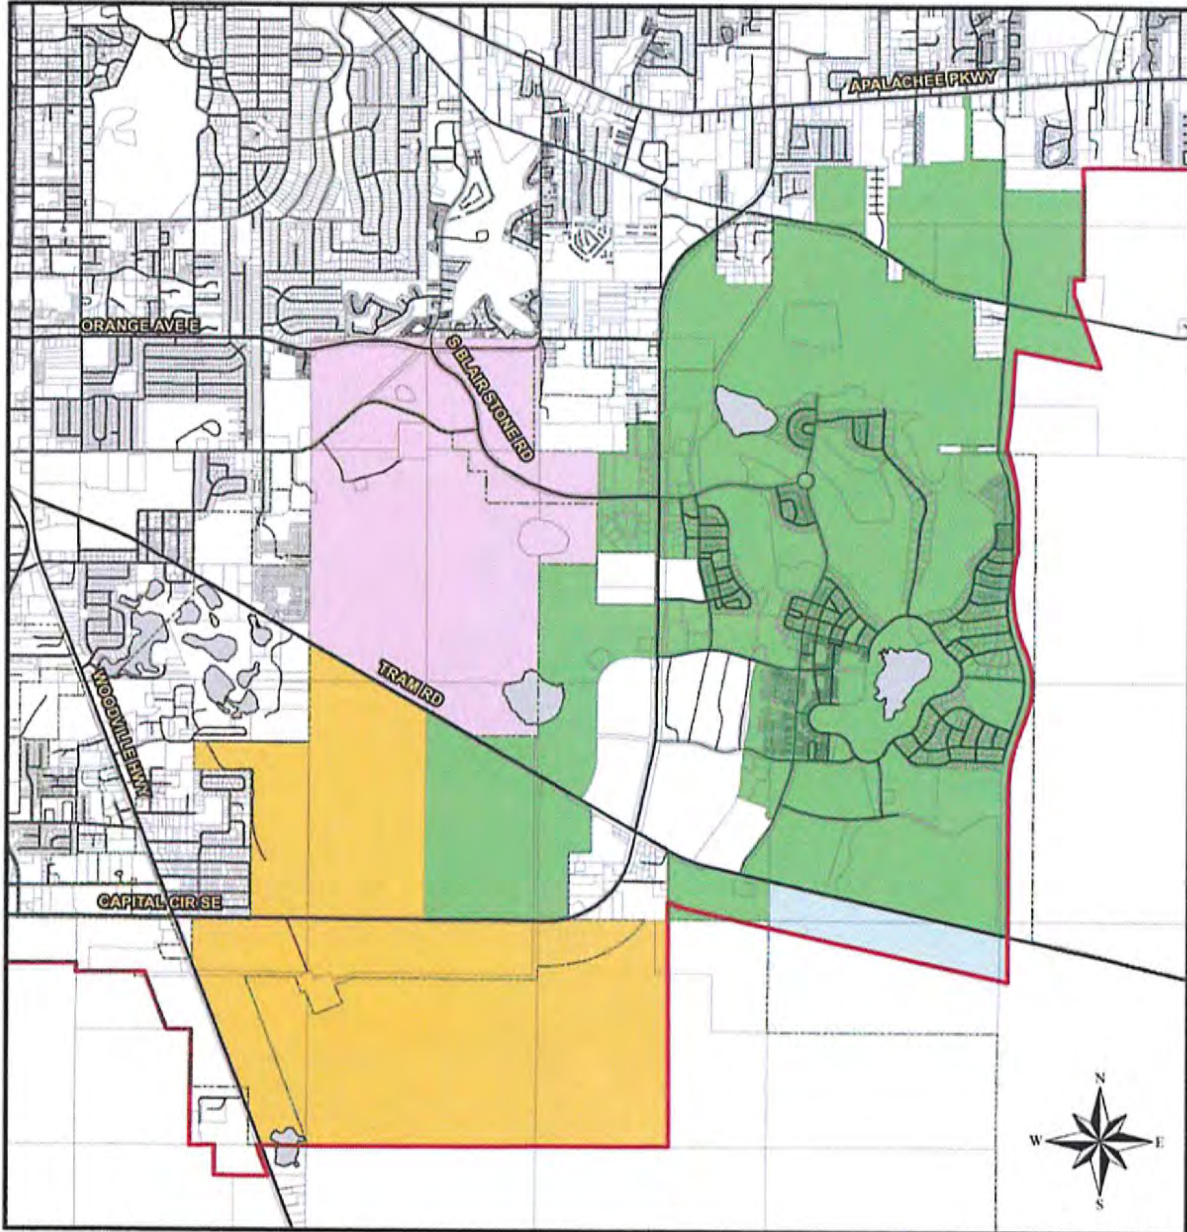 APALACHEE PKWY
ORANGE AVE E
S BLAIR STONE RD
TRAM RD
WOODVILLE HWY
CAPITAL CIR SE
N
W E
S